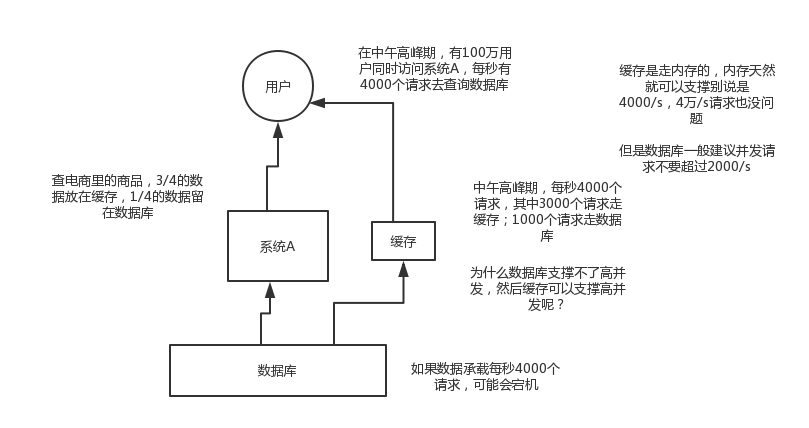 在中午高峰期，有100万用
户同时访问系统A，每秒有
4000个请求去查询数据库
用户
缓存是走内存的，内存天然
就可以支撑别说是
4000/s，4万/s请求也没问
题
但是数据库一般建议并发请
求不要超过2000/s
查电商里的商品，3/4的数
据放在缓存，1/4的数据留
在数据库
中午高峰期，每秒4000个
请求，其中3000个请求走
缓存；1000个请求走数据
库
系统A
缓存
为什么数据库支撑不了高并
发，然后缓存可以支撑高并
发呢？
数据库
如果数据承载每秒4000个
请求，可能会宕机